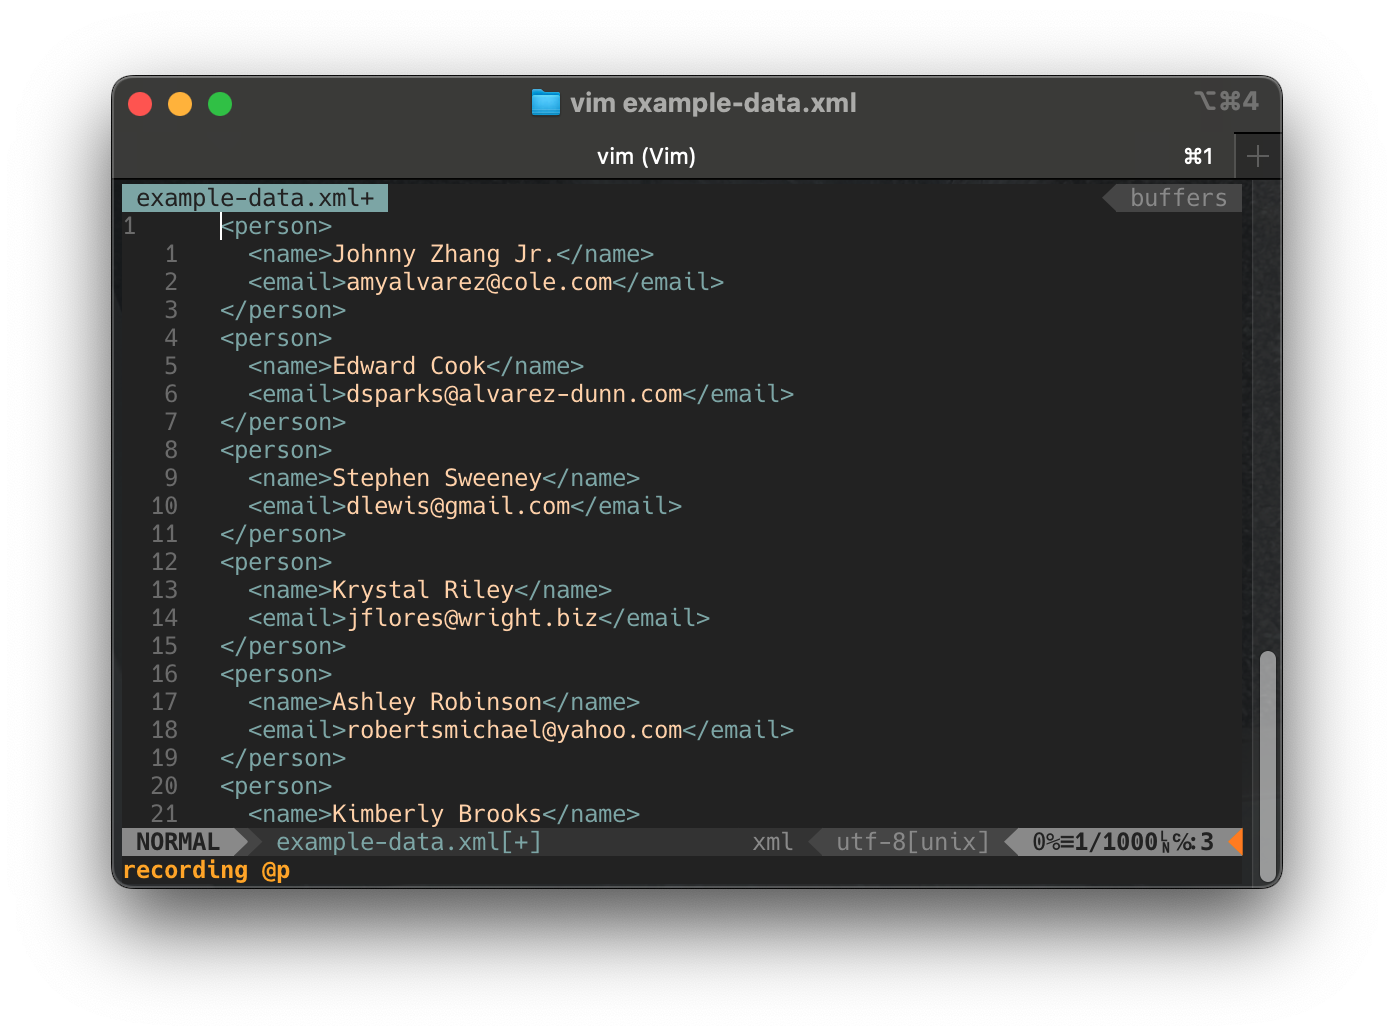 vim example-data.xml ⌥⌘4
vim (Vim) ⌘1
example-data.xml+ buffers
1 <person>
1 <name>Johnny Zhang Jr.</name>
2 <email>amyalvarez@cole.com</email>
3 </person>
4 <person>
5 <name>Edward Cook</name>
6 <email>dsparks@alvarez-dunn.com</email>
7 </person>
8 <person>
9 <name>Stephen Sweeney</name>
10 <email>dlewis@gmail.com</email>
11 </person>
12 <person>
13 <name>Krystal Riley</name>
14 <email>jflores@wright.biz</email>
15 </person>
16 <person>
17 <name>Ashley Robinson</name>
18 <email>robertsmichael@yahoo.com</email>
19 </person>
20 <person>
21 <name>Kimberly Brooks</name>
NORMAL example-data.xml[+] xml utf-8[unix] 0%≡1/1000␤℅:3
recording @p